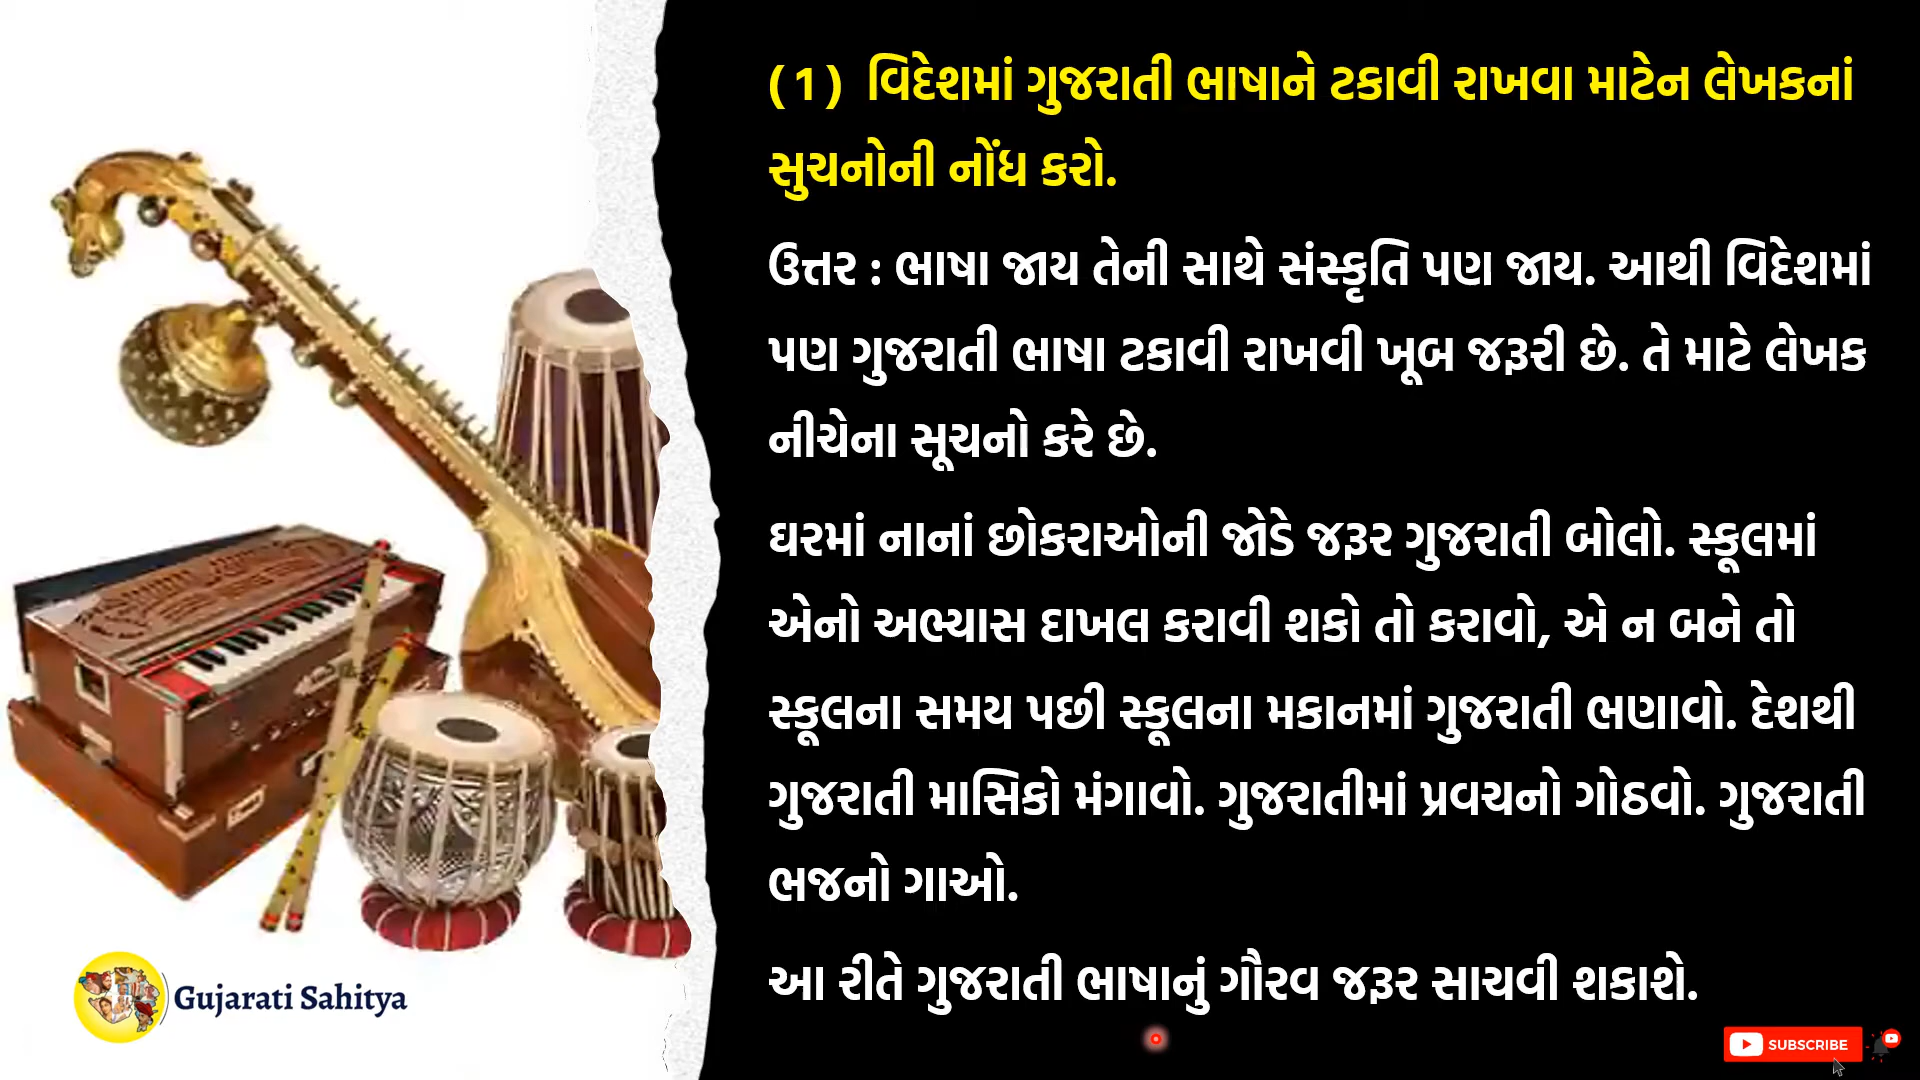 (1) વિદેશમાં ગુજરાતી ભાષાને ટકાવી રાખવા માટેન લેખકનાં
સુચનોની નોંધ કરો.
ઉત્તર : ભાષા જાય તેની સાથે સંસ્કૃતિ પણ જાય. આથી વિદેશમાં
પણ ગુજરાતી ભાષા ટકાવી રાખવી ખૂબ જરૂરી છે. તે માટે લેખક
નીચેના સૂચનો કરે છે.
ઘરમાં નાનાં છોકરાઓની જોડે જરૂર ગુજરાતી બોલો. સ્કૂલમાં
એનો અભ્યાસ દાખલ કરાવી શકો તો કરાવો, એ ન બને તો
સ્કૂલના સમય પછી સ્કૂલના મકાનમાં ગુજરાતી ભણાવો. દેશથી
ગુજરાતી માસિકો મંગાવો. ગુજરાતીમાં પ્રવચનો ગોઠવો. ગુજરાતી
ભજનો ગાઓ.
આ રીતે ગુજરાતી ભાષાનું ગૌરવ જરૂર સાચવી શકાશે.
Gujarati Sahitya
SUBSCRIBE